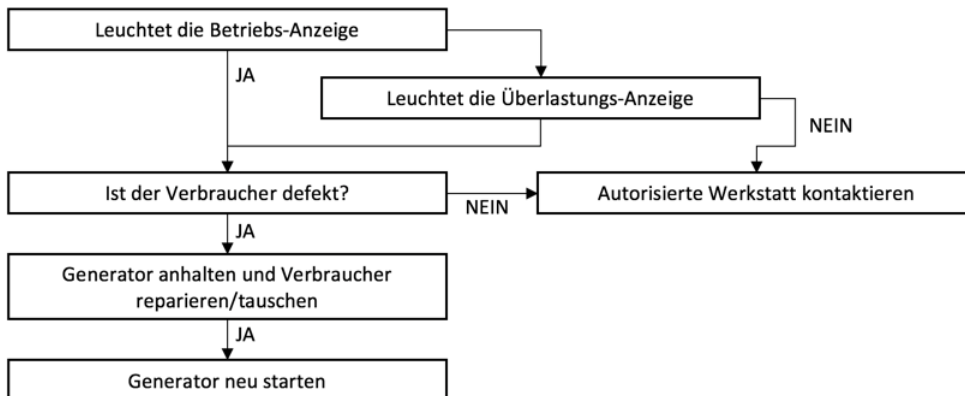 Leuchtet die Betriebs-Anzeige
JA
Leuchtet die Überlastungs-Anzeige
NEIN
Ist der Verbraucher defekt?
NEIN
Autorisierte Werkstatt kontaktieren
JA
Generator anhalten und Verbraucher
reparieren/tauschen
JA
Generator neu starten